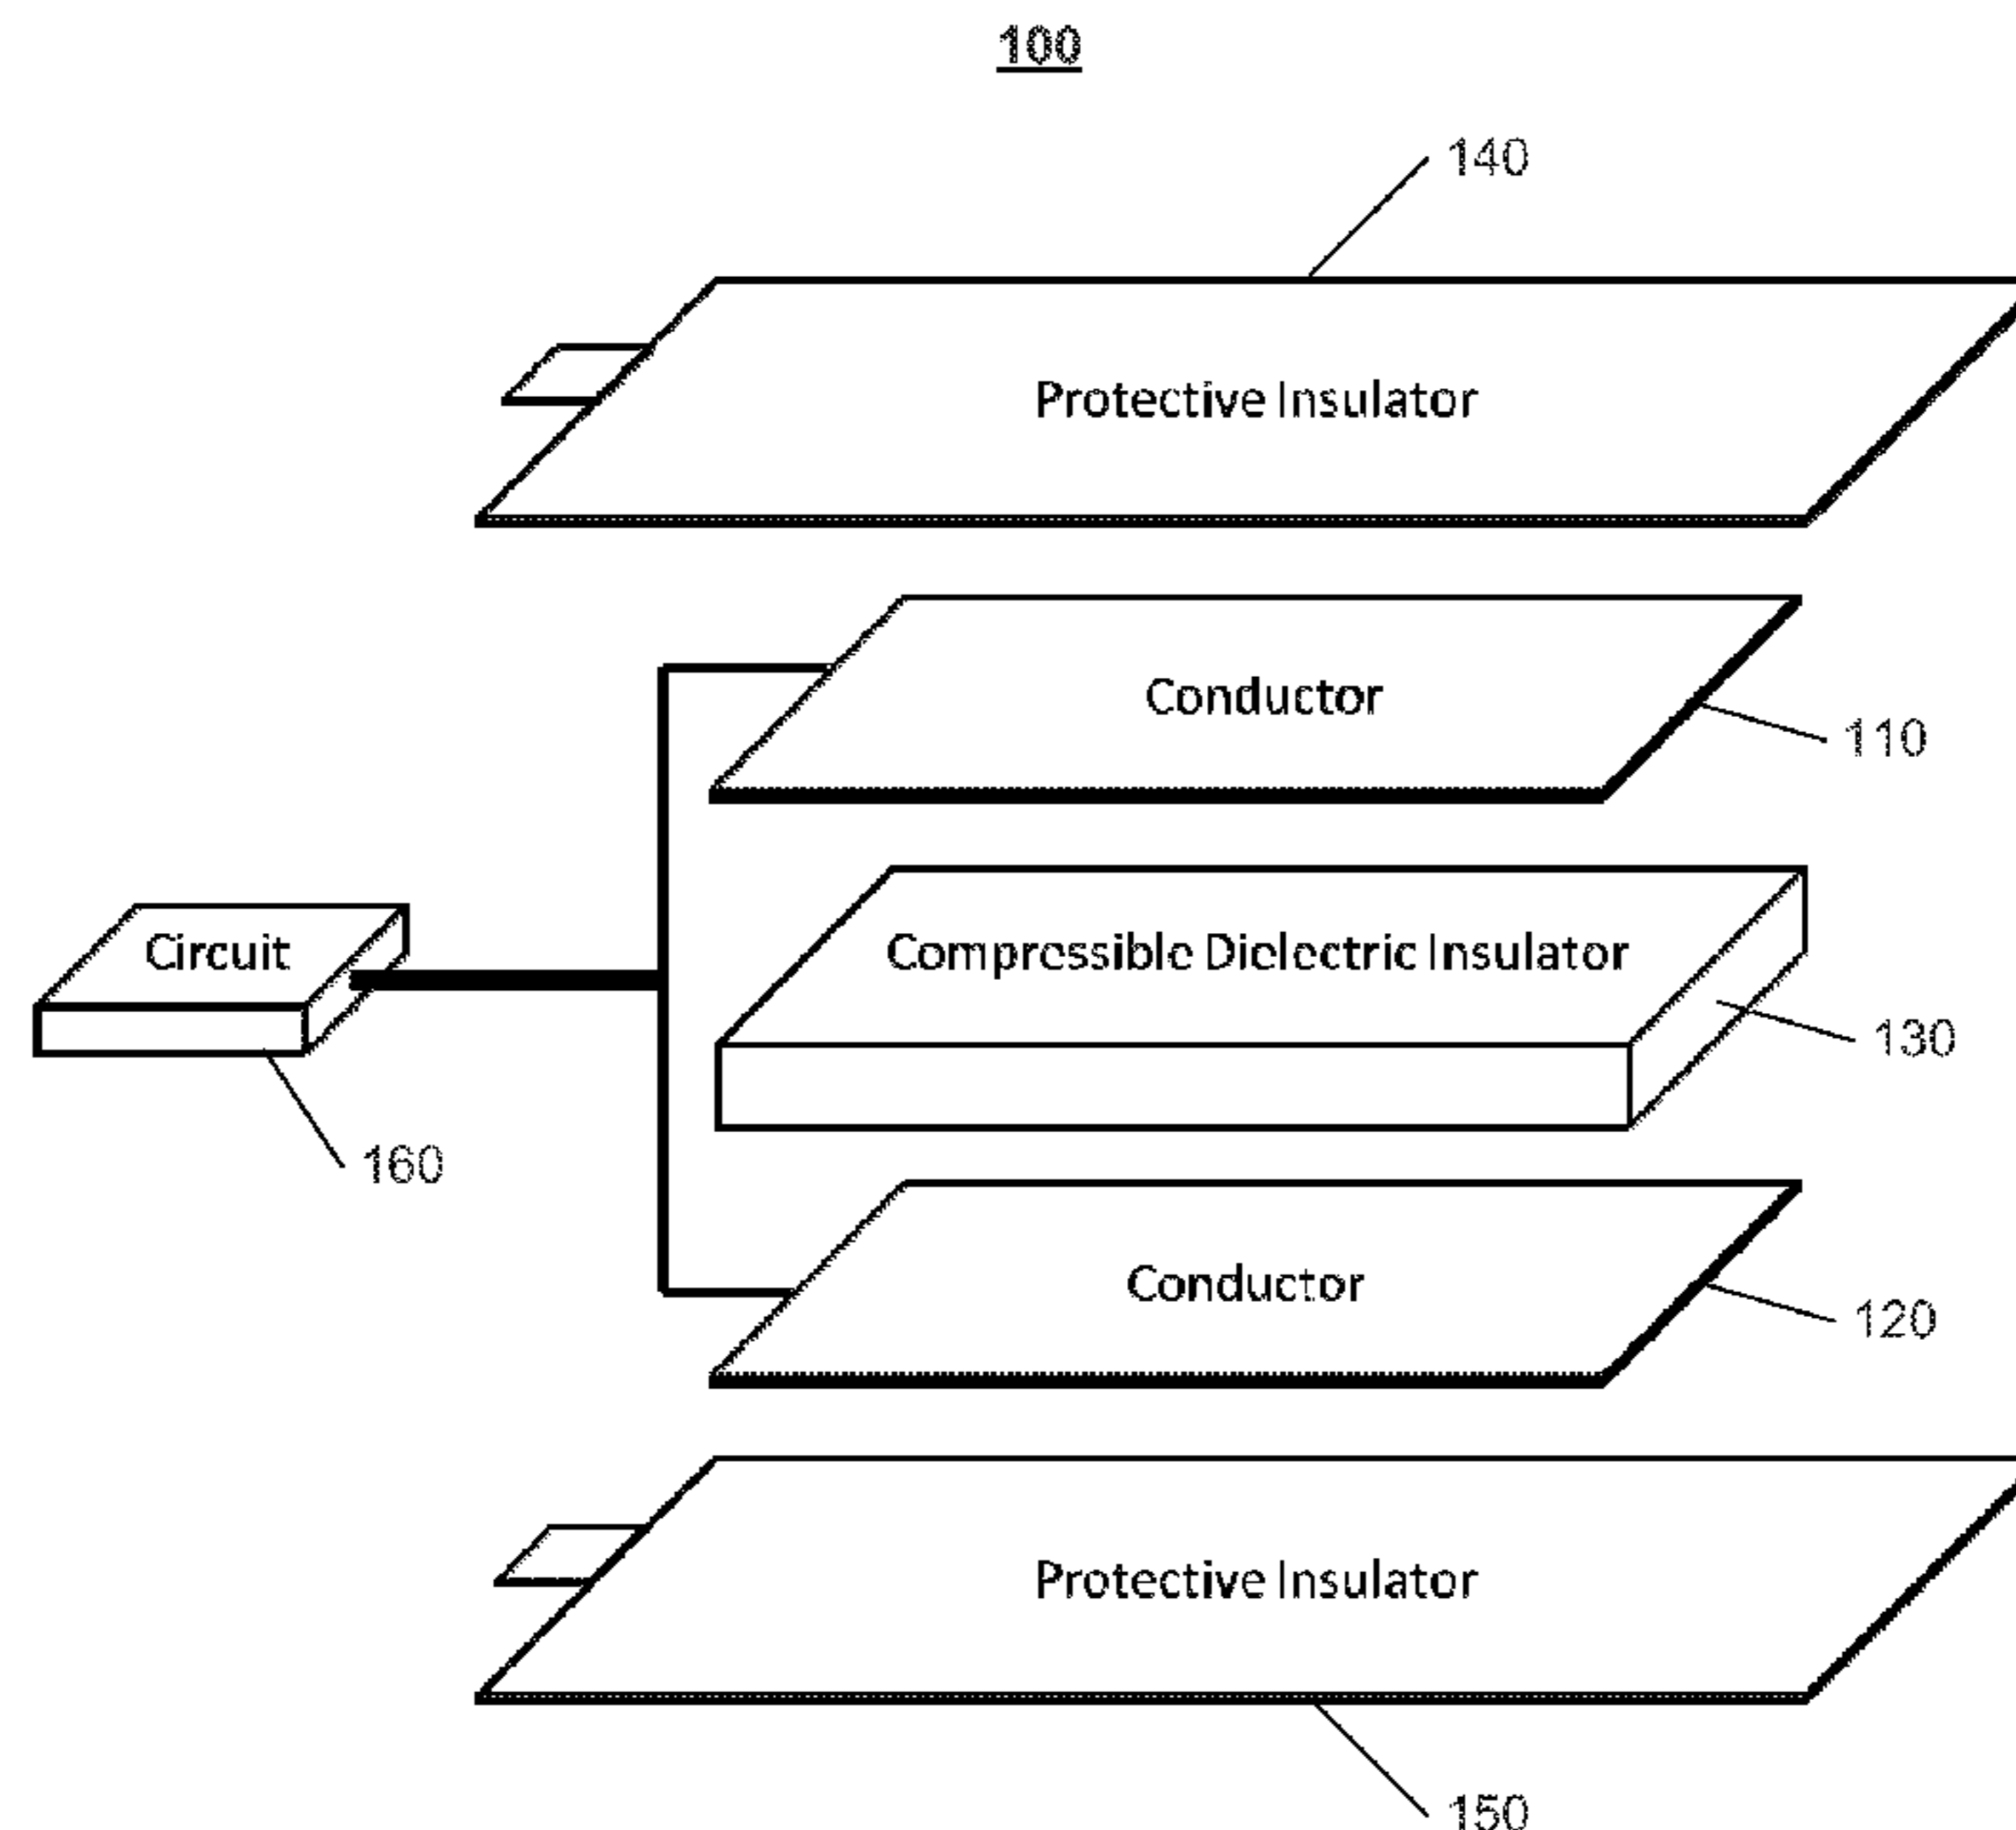 100
140
Protective Insulator
Conductor
110
Circuit
Compressible Dielectric Insulator
130
160
Conductor
120
Protective Insulator
150